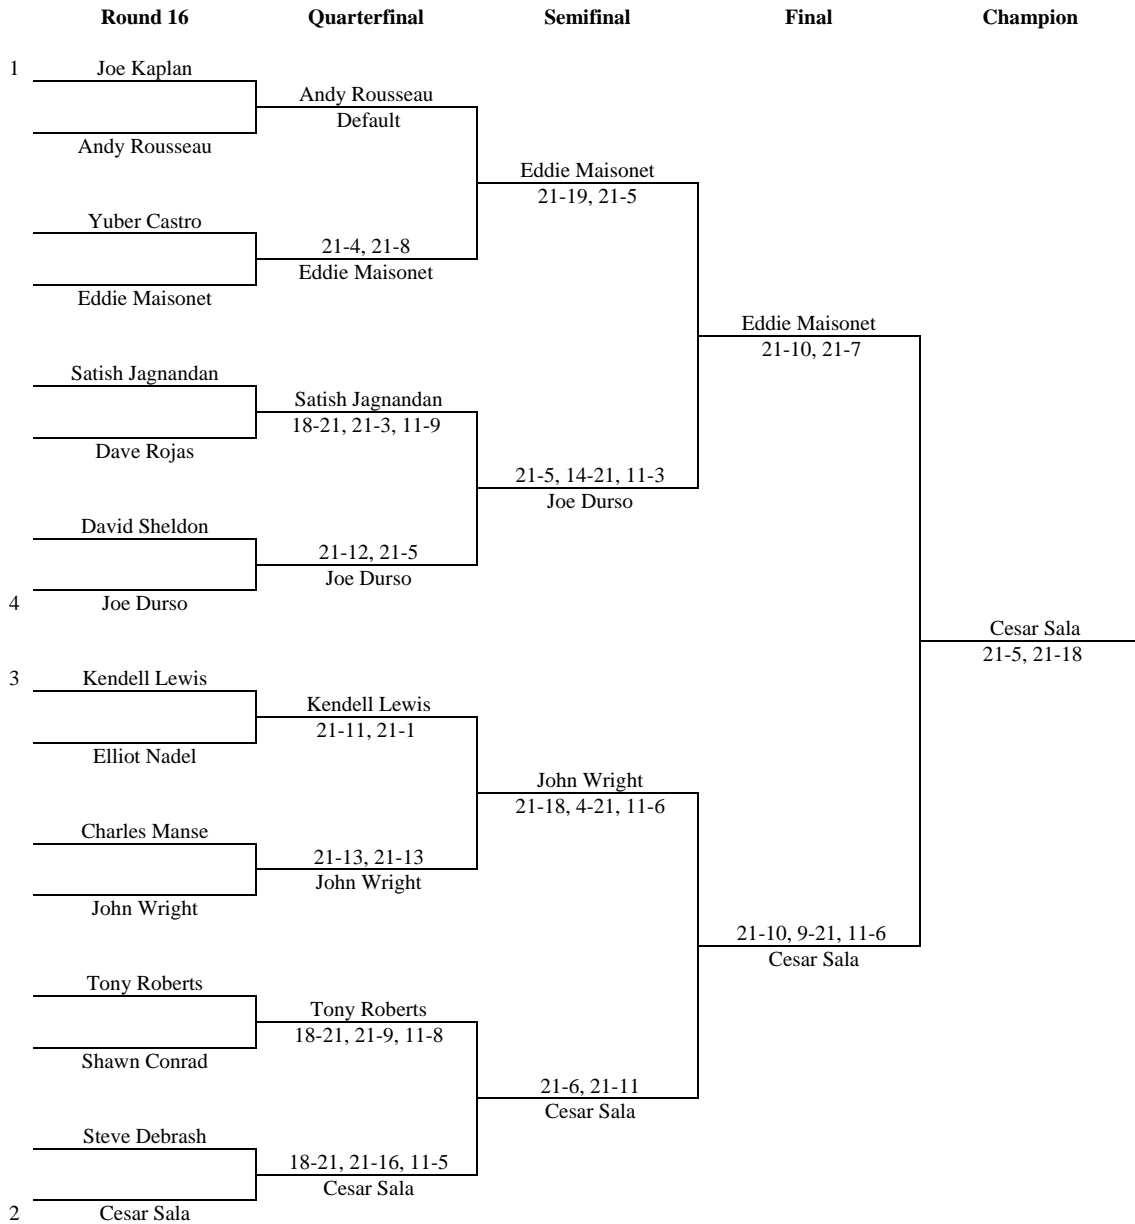 Round 16 Quarterfinal Semifinal Final Champion
1 Joe Kaplan
Andy Rousseau
Default
Andy Rousseau
Eddie Maisonet
21-19, 21-5
Yuber Castro
21-4, 21-8
Eddie Maisonet
Eddie Maisonet
Eddie Maisonet
21-10, 21-7
Satish Jagnandan
Satish Jagnandan
18-21, 21-3, 11-9
Dave Rojas
21-5, 14-21, 11-3
Joe Durso
David Sheldon
21-12, 21-5
Joe Durso
4 Joe Durso
Cesar Sala
21-5, 21-18
3 Kendell Lewis
Kendell Lewis
21-11, 21-1
Elliot Nadel
John Wright
21-18, 4-21, 11-6
Charles Manse
21-13, 21-13
John Wright
John Wright
21-10, 9-21, 11-6
Cesar Sala
Tony Roberts
Tony Roberts
18-21, 21-9, 11-8
Shawn Conrad
21-6, 21-11
Cesar Sala
Steve Debrash
18-21, 21-16, 11-5
Cesar Sala
2 Cesar Sala